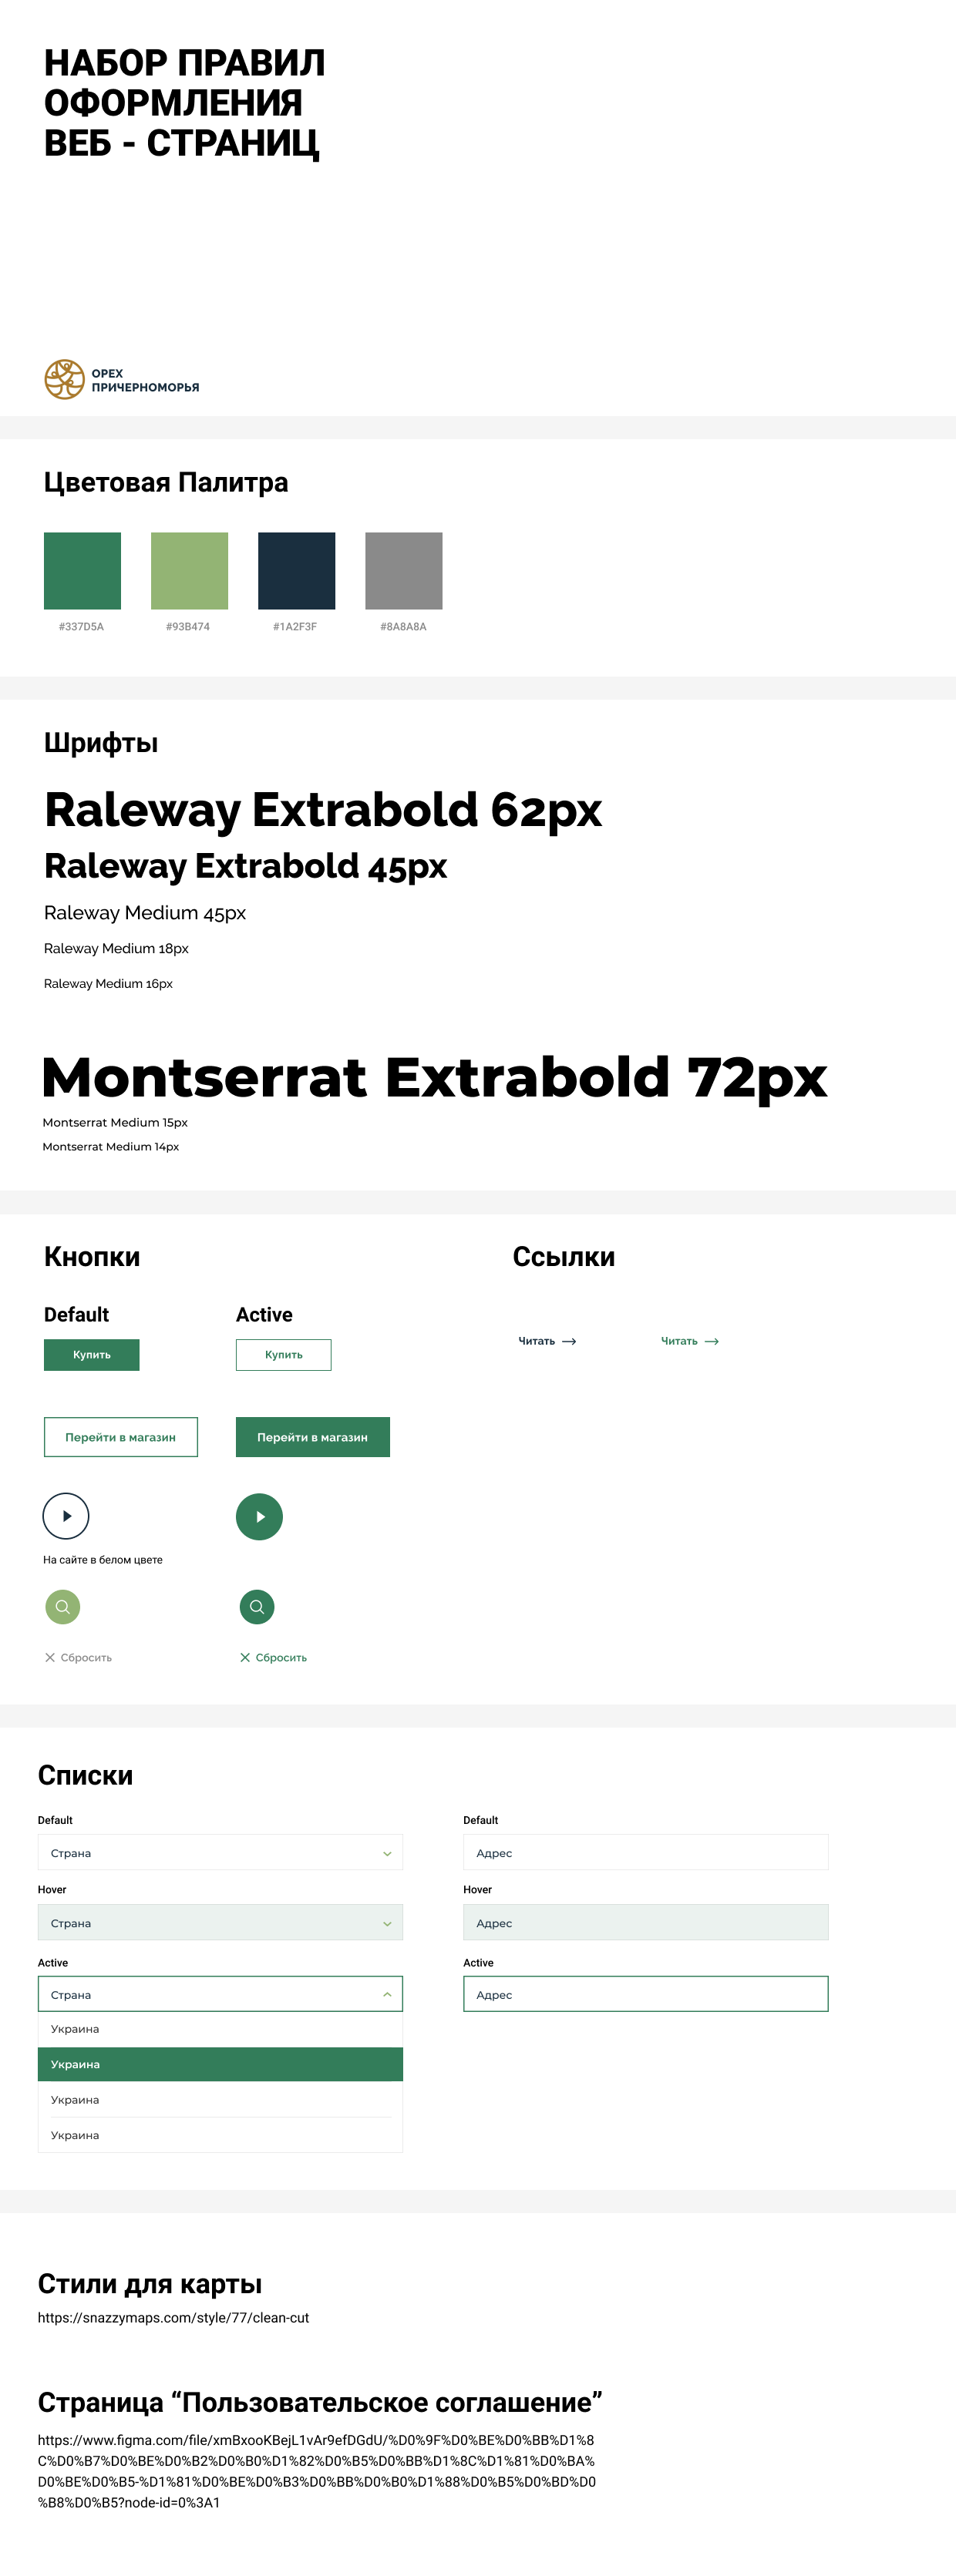 НАБОР ПРАВИЛ
ОФОРМЛЕНИЯ
ВЕБ - СТРАНИЦ
ОРЕХ
ПРИЧЕРНОМОРЬЯ
Цветовая Палитра
#337D5A
#93B474
#1A2F3F
#8A8A8A
Шрифты
Raleway Extrabold 62px
Raleway Extrabold 45px
Raleway Medium 45px
Raleway Medium 18px
Raleway Medium 16px
Montserrat Extrabold 72px
Montserrat Medium 15px
Montserrat Medium 14px
Кнопки
Default
Active
Купить
Купить
Перейти в магазин
Перейти в магазин
На сайте в белом цвете
Сбросить
Сбросить
Ссылки
Читать
Читать
Списки
Default
Страна
Hover
Страна
Active
Страна
Украина
Украина
Украина
Украина
Default
Адрес
Hover
Адрес
Active
Адрес
Стили для карты
https://snazzymaps.com/style/77/clean-cut
Страница “Пользовательское соглашение”
https://www.figma.com/file/xmBxooKBejL1vAr9efDGdU/%D0%9F%D0%BE%D0%BB%D1%8
C%D0%B7%D0%BE%D0%B2%D0%B0%D1%82%D0%B5%D0%BB%D1%8C%D1%81%D0%BA%
D0%BE%D0%B5-%D1%81%D0%BE%D0%B3%D0%BB%D0%B0%D1%88%D0%B5%D0%BD%D0
%B8%D0%B5?node-id=0%3A1